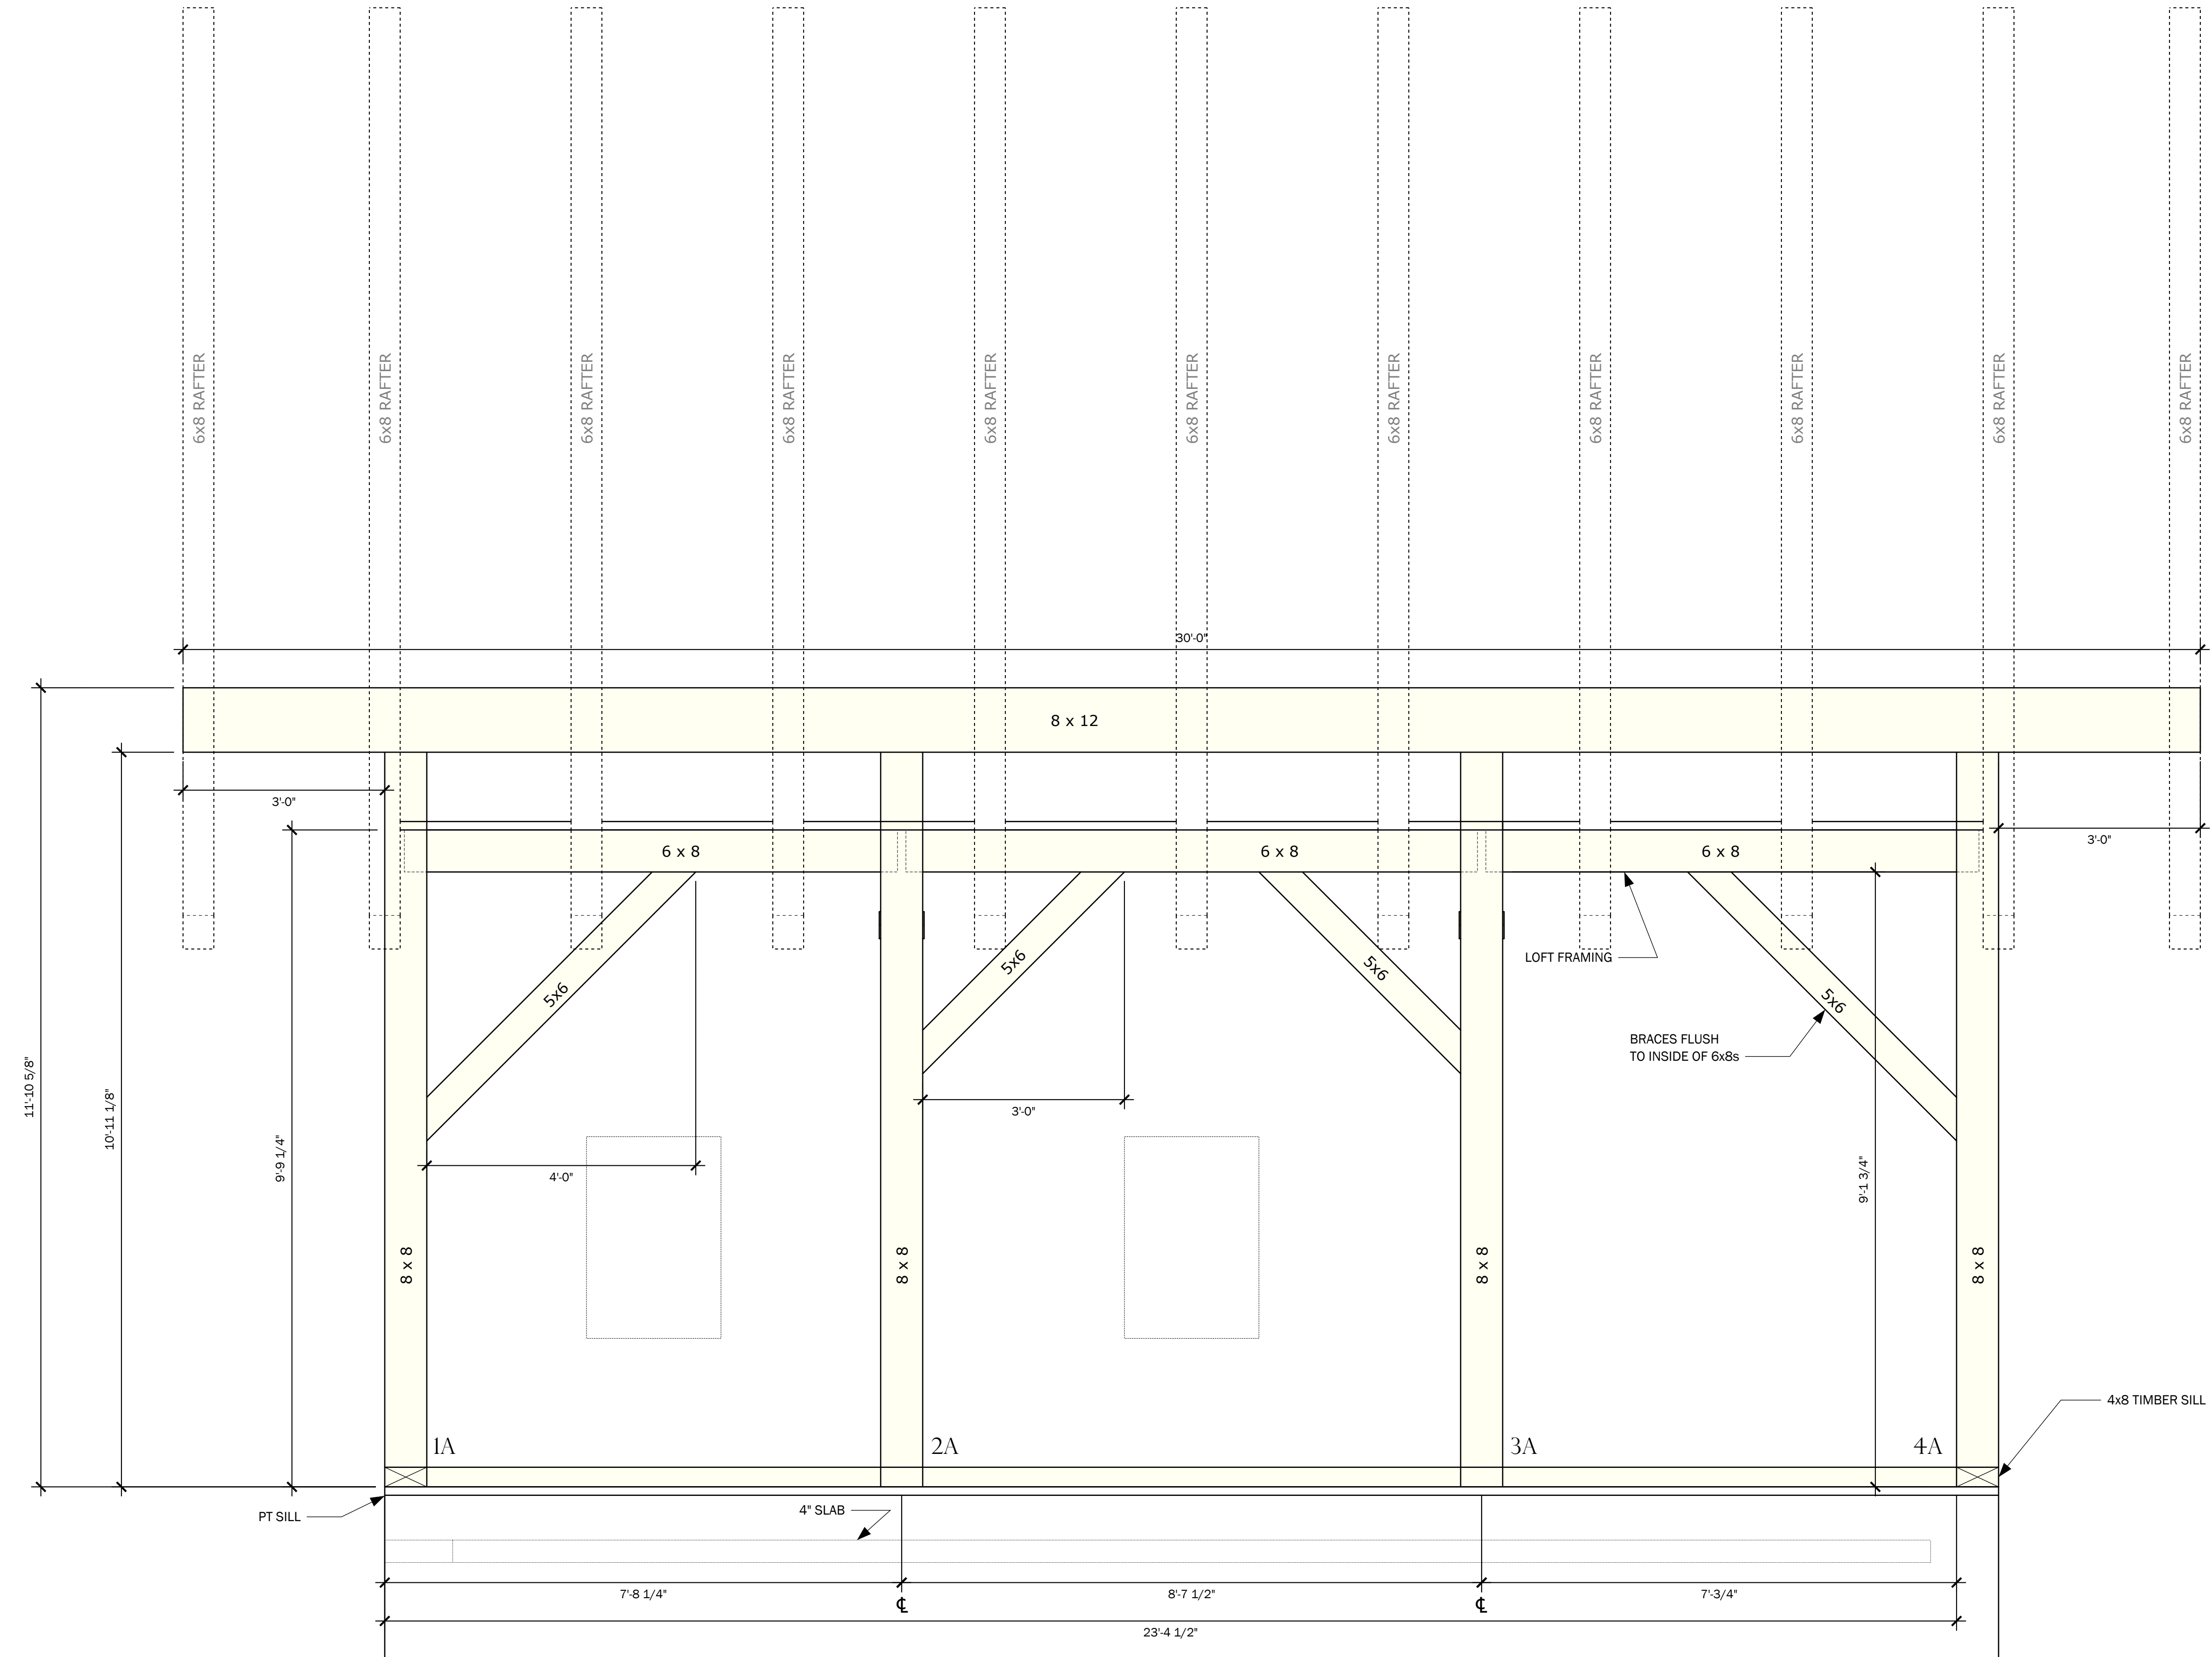 6x8 RAFTER
6x8 RAFTER
6x8 RAFTER
6x8 RAFTER
6x8 RAFTER
6x8 RAFTER
6x8 RAFTER
6x8 RAFTER
6x8 RAFTER
6x8 RAFTER
6x8 RAFTER
30'-0"
8 x 12
3'-0"
3'-0"
6 x 8
6 x 8
6 x 8
5x6
5x6
5x6
5x6
LOFT FRAMING
BRACES FLUSH
TO INSIDE OF 6x8s
11'-10 5/8"
10'-11 1/8"
9'-9 1/4"
3'-0"
4'-0"
9'-1 3/4"
8 x 8
8 x 8
8 x 8
8 x 8
4x8 TIMBER SILL
1A
2A
3A
4A
PT SILL
4" SLAB
7'-8 1/4"
8'-7 1/2"
7'-3/4"
℄
℄
23'-4 1/2"